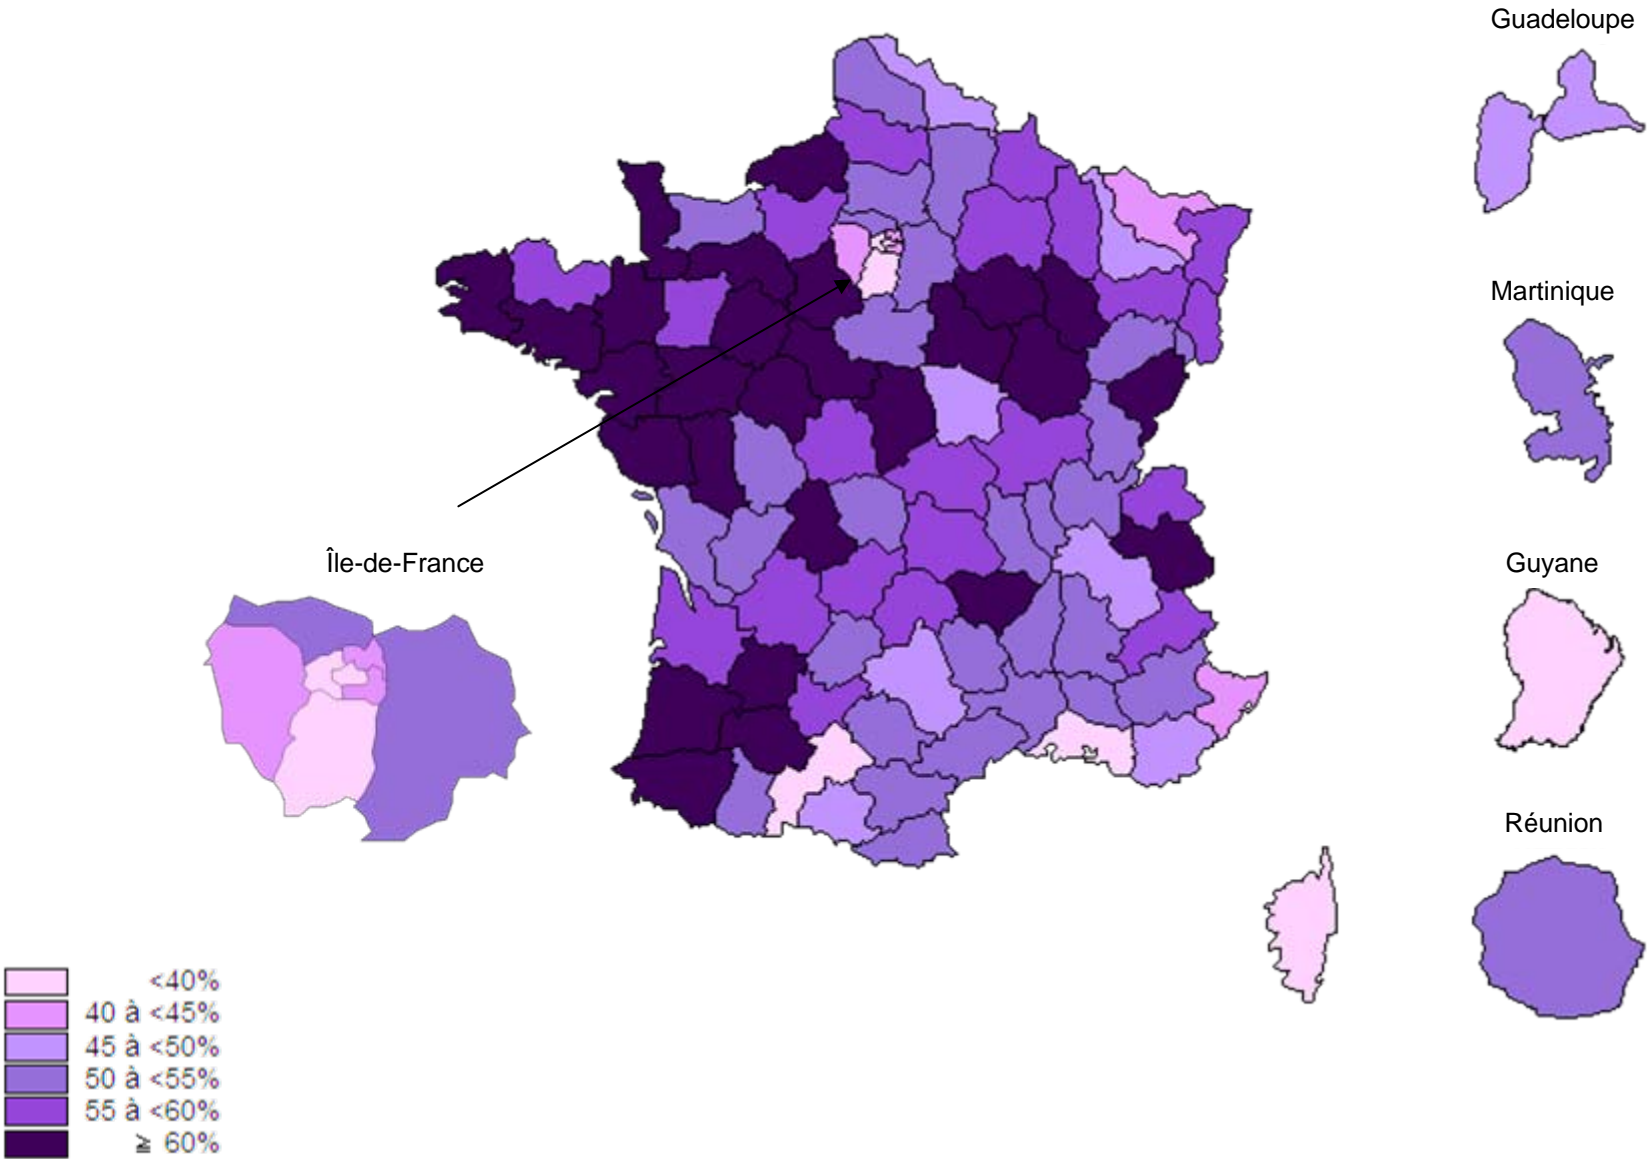 Guadeloupe
Martinique
Île-de-France
Guyane
Réunion
<40%
40 à <45%
45 à <50%
50 à <55%
55 à <60%
≥ 60%